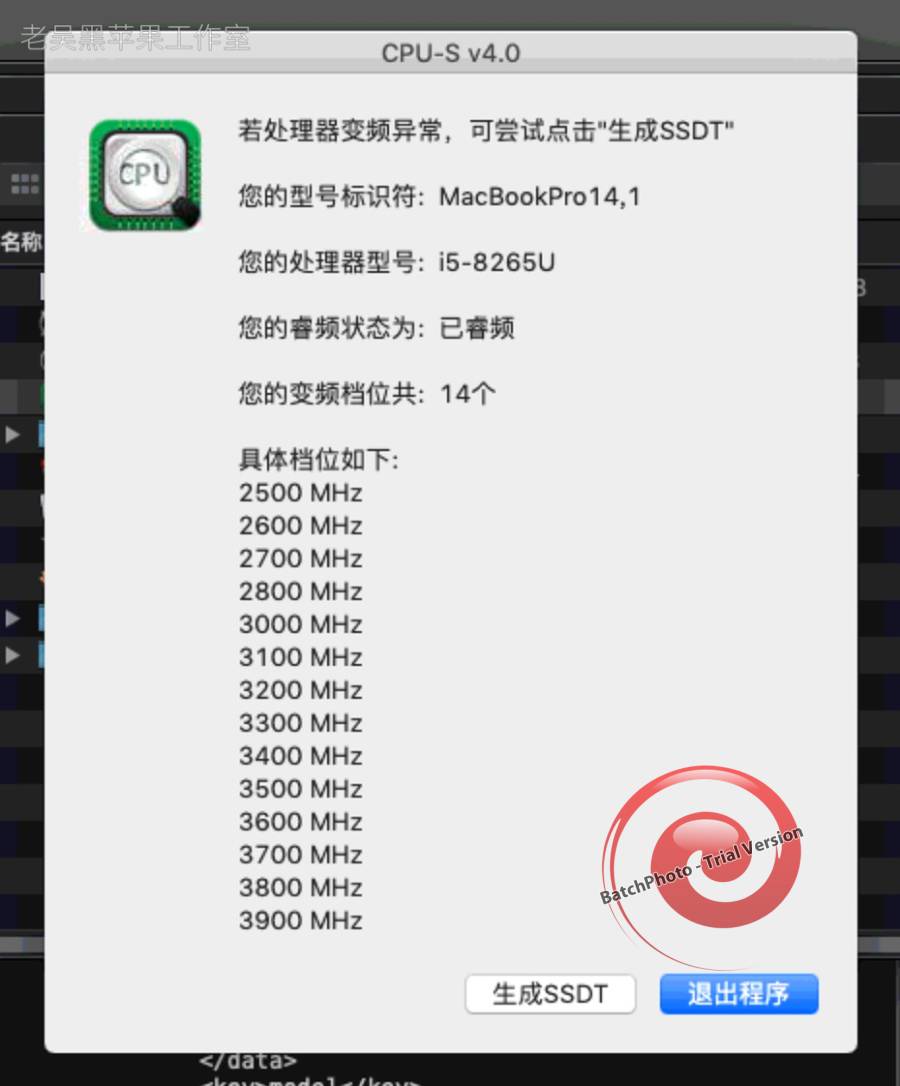 老吴黑苹果工作室
CPU-S v4.0
CPU
若处理器变频异常，可尝试点击"生成SSDT"
您的型号标识符: MacBookPro14,1
名称
您的处理器型号: i5-8265U
您的睿频状态为: 已睿频
您的变频档位共: 14个
具体档位如下:
2500 MHz
2600 MHz
2700 MHz
2800 MHz
3000 MHz
3100 MHz
3200 MHz
3300 MHz
3400 MHz
3500 MHz
3600 MHz
3700 MHz
3800 MHz
3900 MHz
BatchPhoto - Trial Version
生成SSDT
退出程序
</data>
<key>model</key>